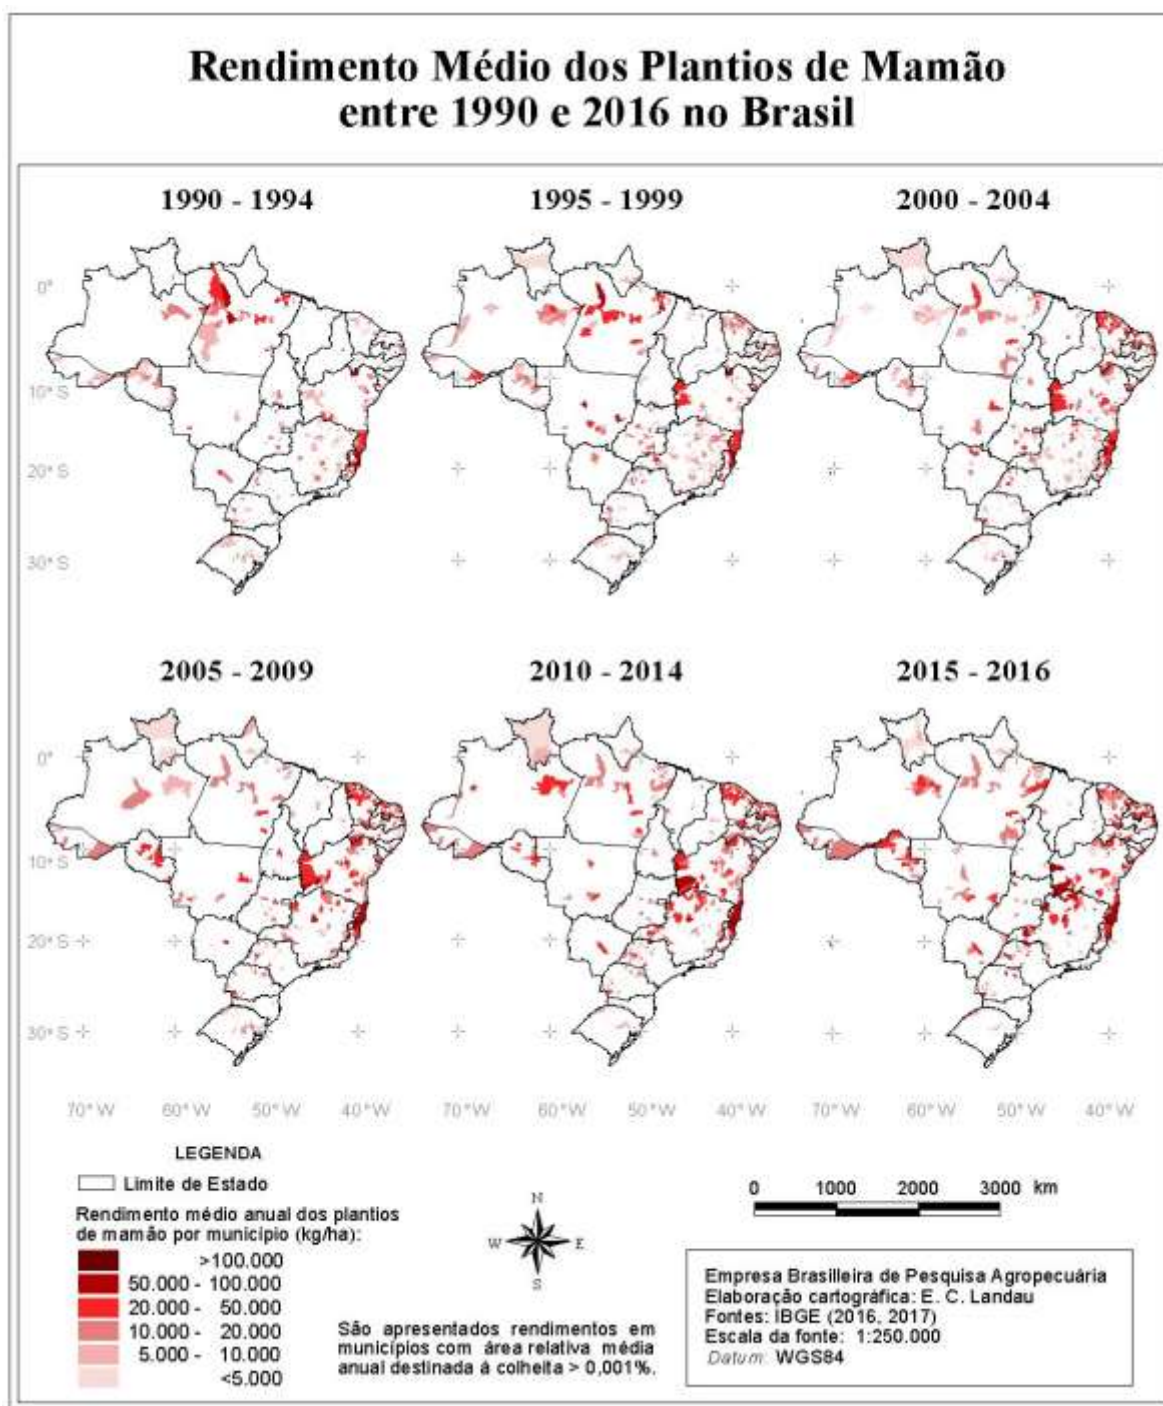 Rendimento Médio dos Plantios de Mamão
entre 1990 e 2016 no Brasil
1990 - 1994
1995 - 1999
2000 - 2004
0°
10° S
20° S
30° S
2005 - 2009
2010 - 2014
2015 - 2016
0°
10° S
20° S
30° S
70° W 60° W 50° W 40° W 70° W 60° W 50° W 40° W 70° W 60° W 50° W 40° W
LEGENDA
Limite de Estado
Rendimento médio anual dos plantios
de mamão por município (kg/ha):
>100.000
50.000 - 100.000
20.000 - 50.000
10.000 - 20.000
5.000 - 10.000
<5.000
N
W E
S
São apresentados rendimentos em
municípios com área relativa média
anual destinada à colheita > 0,001%.
0 1000 2000 3000 km
Empresa Brasilleira de Pesquisa Agropecuária
Elaboração cartográfica: E. C. Landau
Fontes: IBGE (2016, 2017)
Escala da fonte: 1:250.000
Datum: WGS84